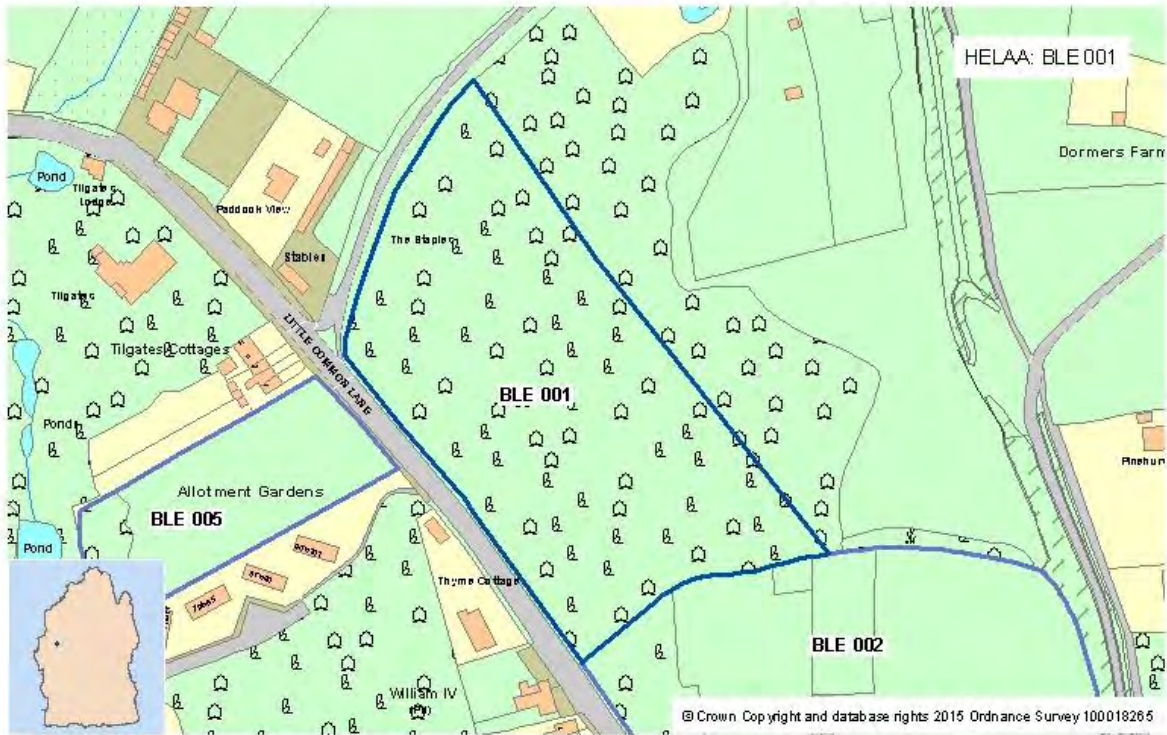 HELAA: BLE 001
Dormers Farm
Pond
Tilgates
Lodge
Paddock View
The Staples
Stables
Tilgates
LITTLE COMMON LANE
Tilgates Cottages
BLE 001
Pond
Allotment Gardens
BLE 005
Pond
Thyme Cottage
BLE 002
William IV
(PH)
© Crown Copyright and database rights 2015 Ordnance Survey 100018265